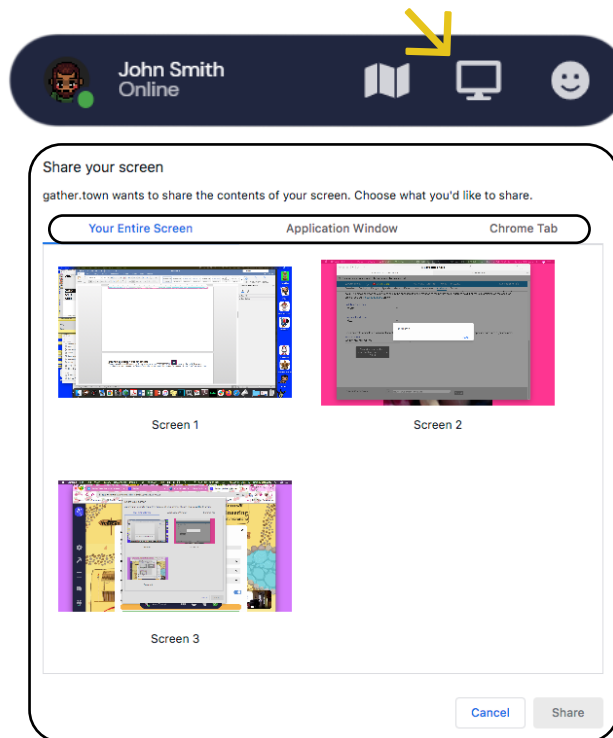 John Smith
Online
Share your screen
gather.town wants to share the contents of your screen. Choose what you'd like to share.
Your Entire Screen Application Window Chrome Tab
Screen 1 Screen 2
Screen 3
Cancel Share